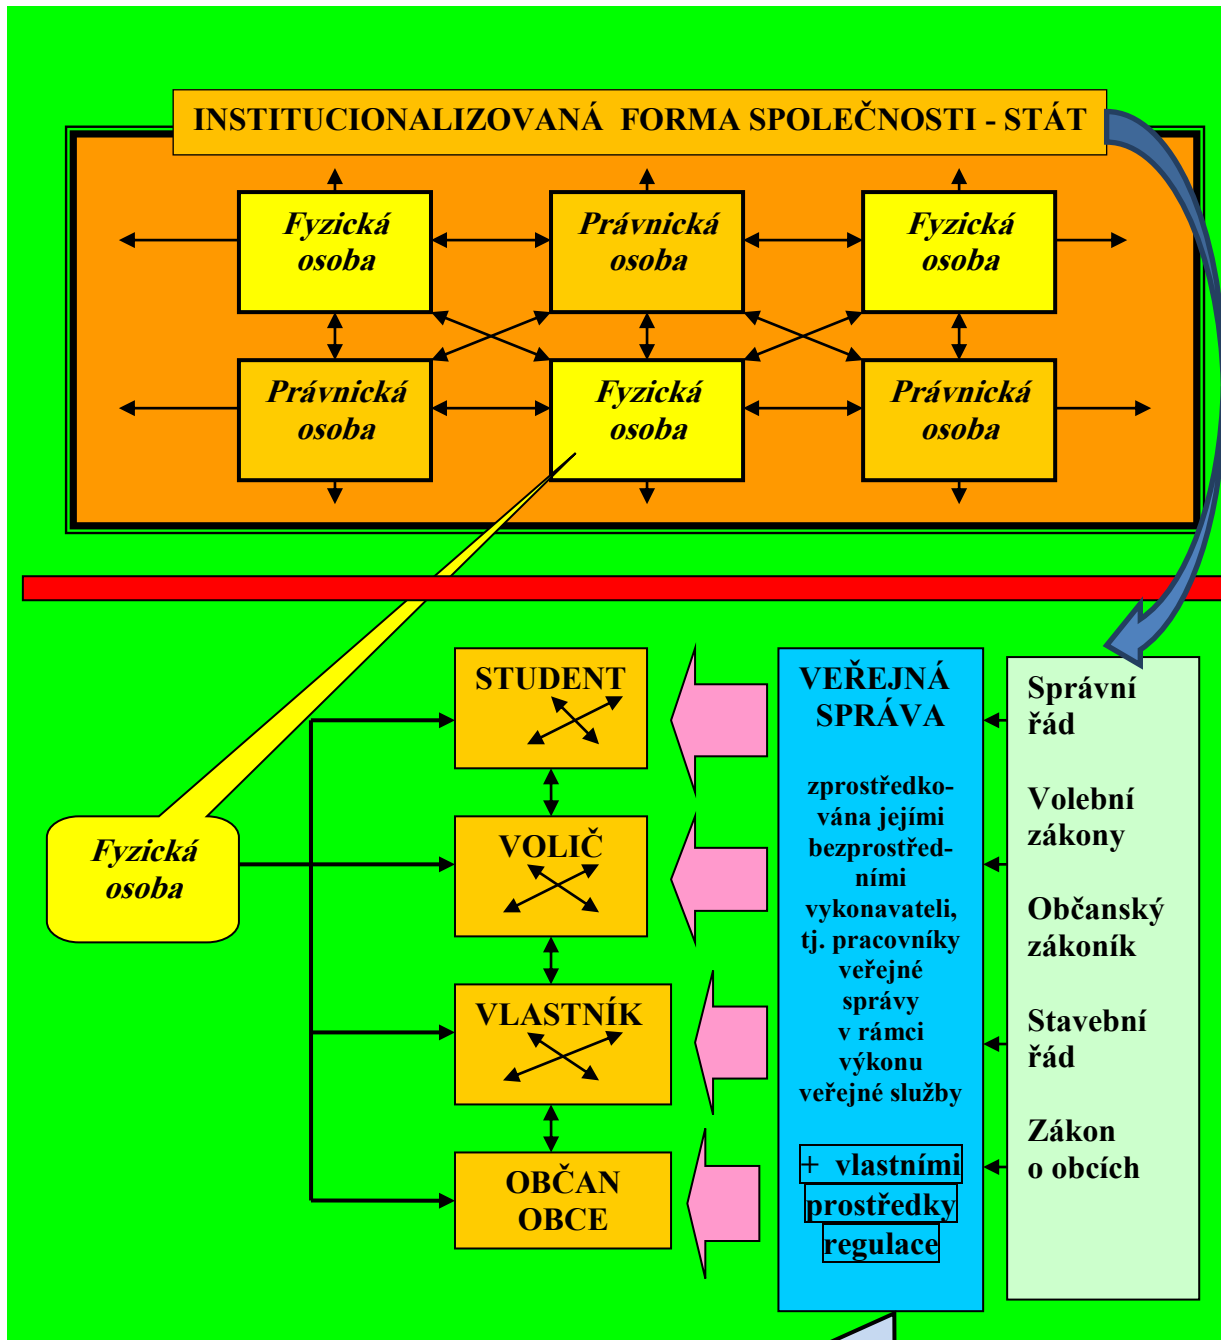 INSTITUCIONALIZOVANÁ FORMA SPOLEČNOSTI - STÁT
Fyzická
osoba
Právnická
osoba
Fyzická
osoba
Právnická
osoba
Fyzická
osoba
Právnická
osoba
Fyzická
osoba
STUDENT
VOLIČ
VLASTNÍK
OBČAN
OBCE
VEŘEJNÁ
SPRÁVA
zprostředko-
vána jejími
bezprostřed-
ními
vykonavateli,
tj. pracovníky
veřejné
správy
v rámci
výkonu
veřejné služby
+ vlastními
prostředky
regulace
Správní
řád
Volební
zákony
Občanský
zákoník
Stavební
řád
Zákon
o obcích